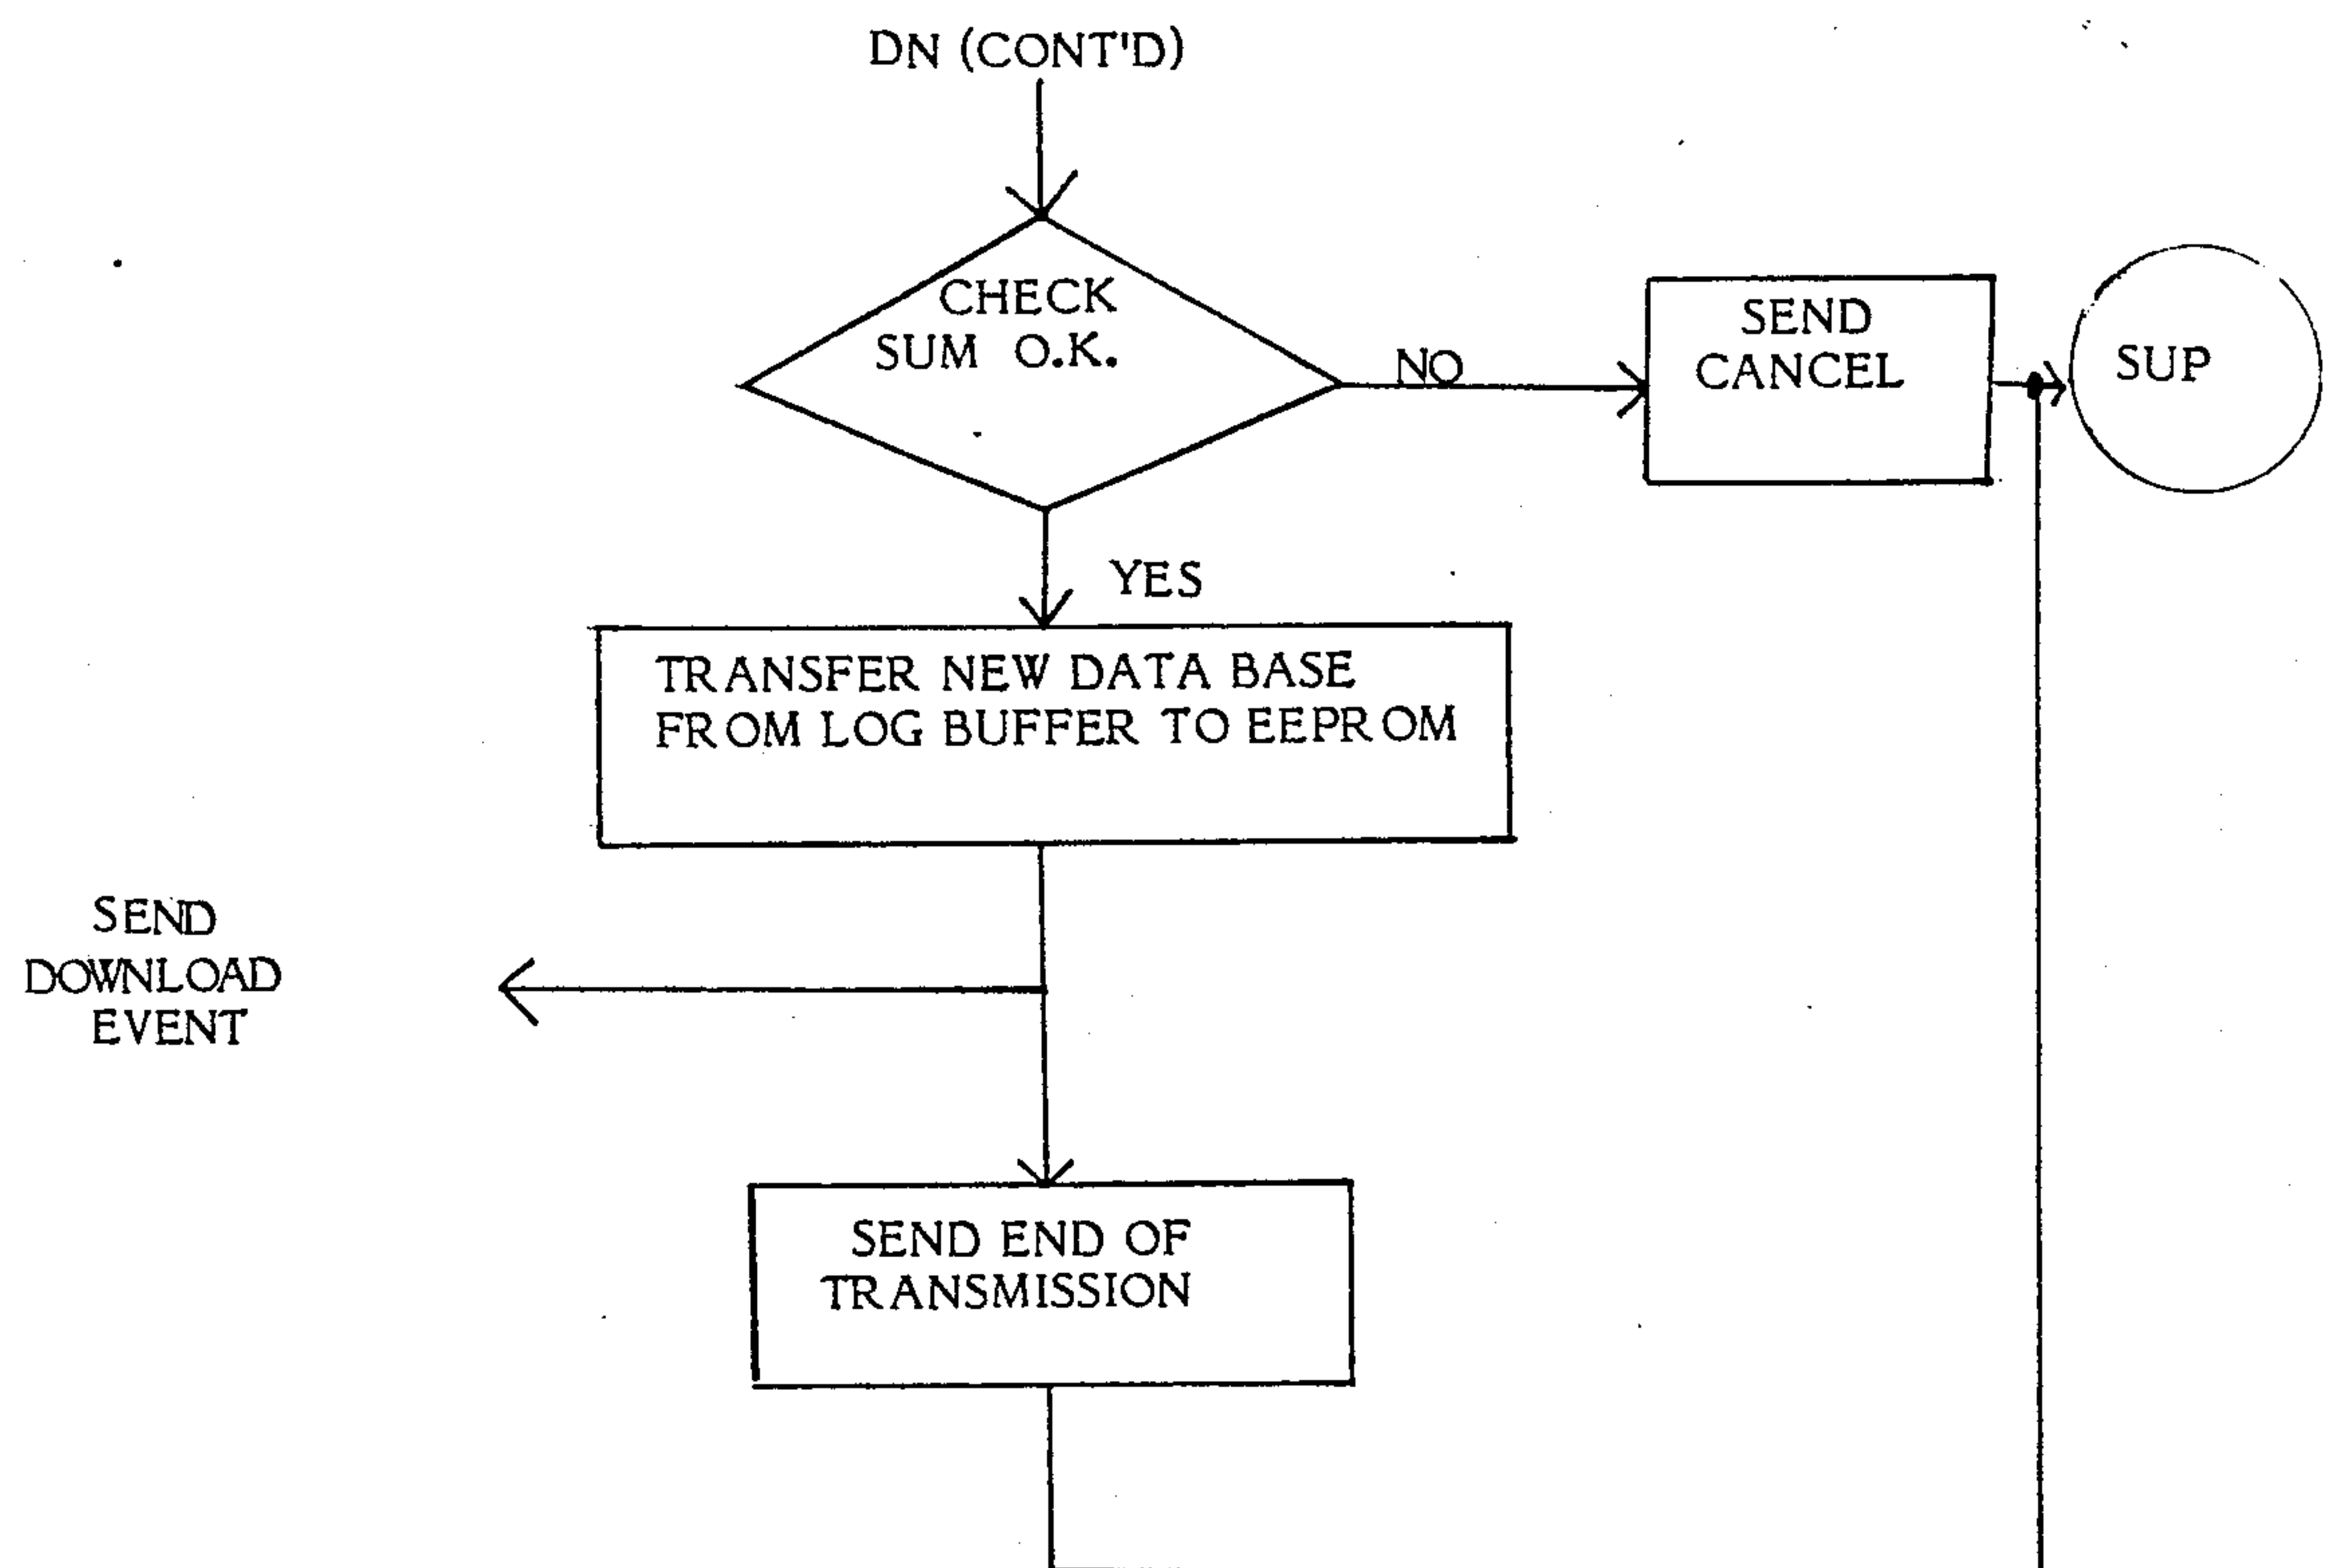 DN (CONT'D)
CHECK
SUM O.K.
NO
SEND
CANCEL
SUP
YES
TRANSFER NEW DATA BASE
FROM LOG BUFFER TO EEPROM
SEND
DOWNLOAD
EVENT
SEND END OF
TRANSMISSION